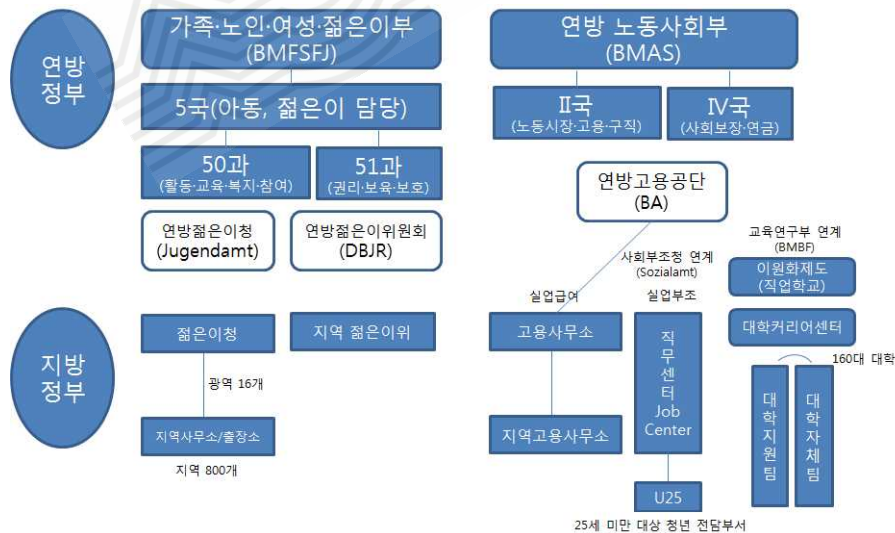 연방
정부
가족·노인·여성·젊은이부
(BMFSFJ)
5국(아동, 젊은이 담당)
50과
(활동·교육·복지·참여)
51과
(권리·보육·보호)
연방젊은이청
(Jugendamt)
연방젊은이위원회
(DBJR)
연방 노동사회부
(BMAS)
II국
(노동시장·고용·구직)
IV국
(사회보장·연금)
연방고용공단
(BA)
사회부조청 연계
(Sozialamt)
교육연구부 연계
(BMBF)
이원화제도
(직업학교)
지방
정부
젊은이청
광역 16개
지역사무소/출장소
지역 800개
지역 젊은이위
실업급여
고용사무소
지역고용사무소
실업부조
직
무
센
터
Job
Center
U25
25세 미만 대상 청년 전담부서
대학커리어센터
160대 대학
대
학
지
원
팀
대
학
자
체
팀